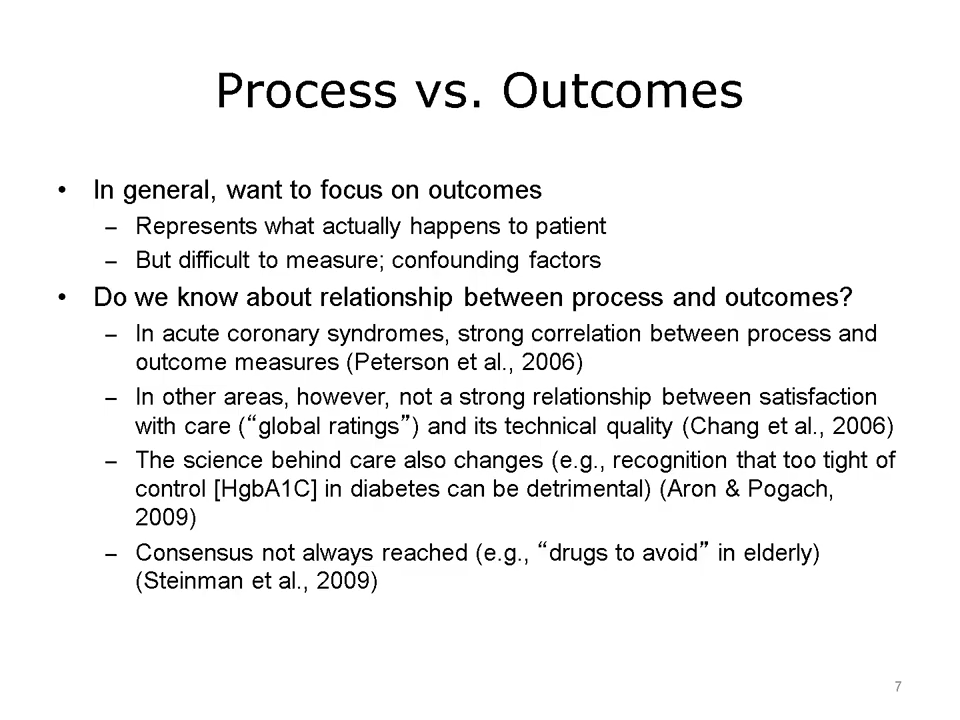 Process vs. Outcomes
• In general, want to focus on outcomes
– Represents what actually happens to patient
– But difficult to measure; confounding factors
• Do we know about relationship between process and outcomes?
– In acute coronary syndromes, strong correlation between process and
outcome measures (Peterson et al., 2006)
– In other areas, however, not a strong relationship between satisfaction
with care (“global ratings”) and its technical quality (Chang et al., 2006)
– The science behind care also changes (e.g., recognition that too tight of
control [HgbA1C] in diabetes can be detrimental) (Aron & Pogach,
2009)
– Consensus not always reached (e.g., “drugs to avoid” in elderly)
(Steinman et al., 2009)
7